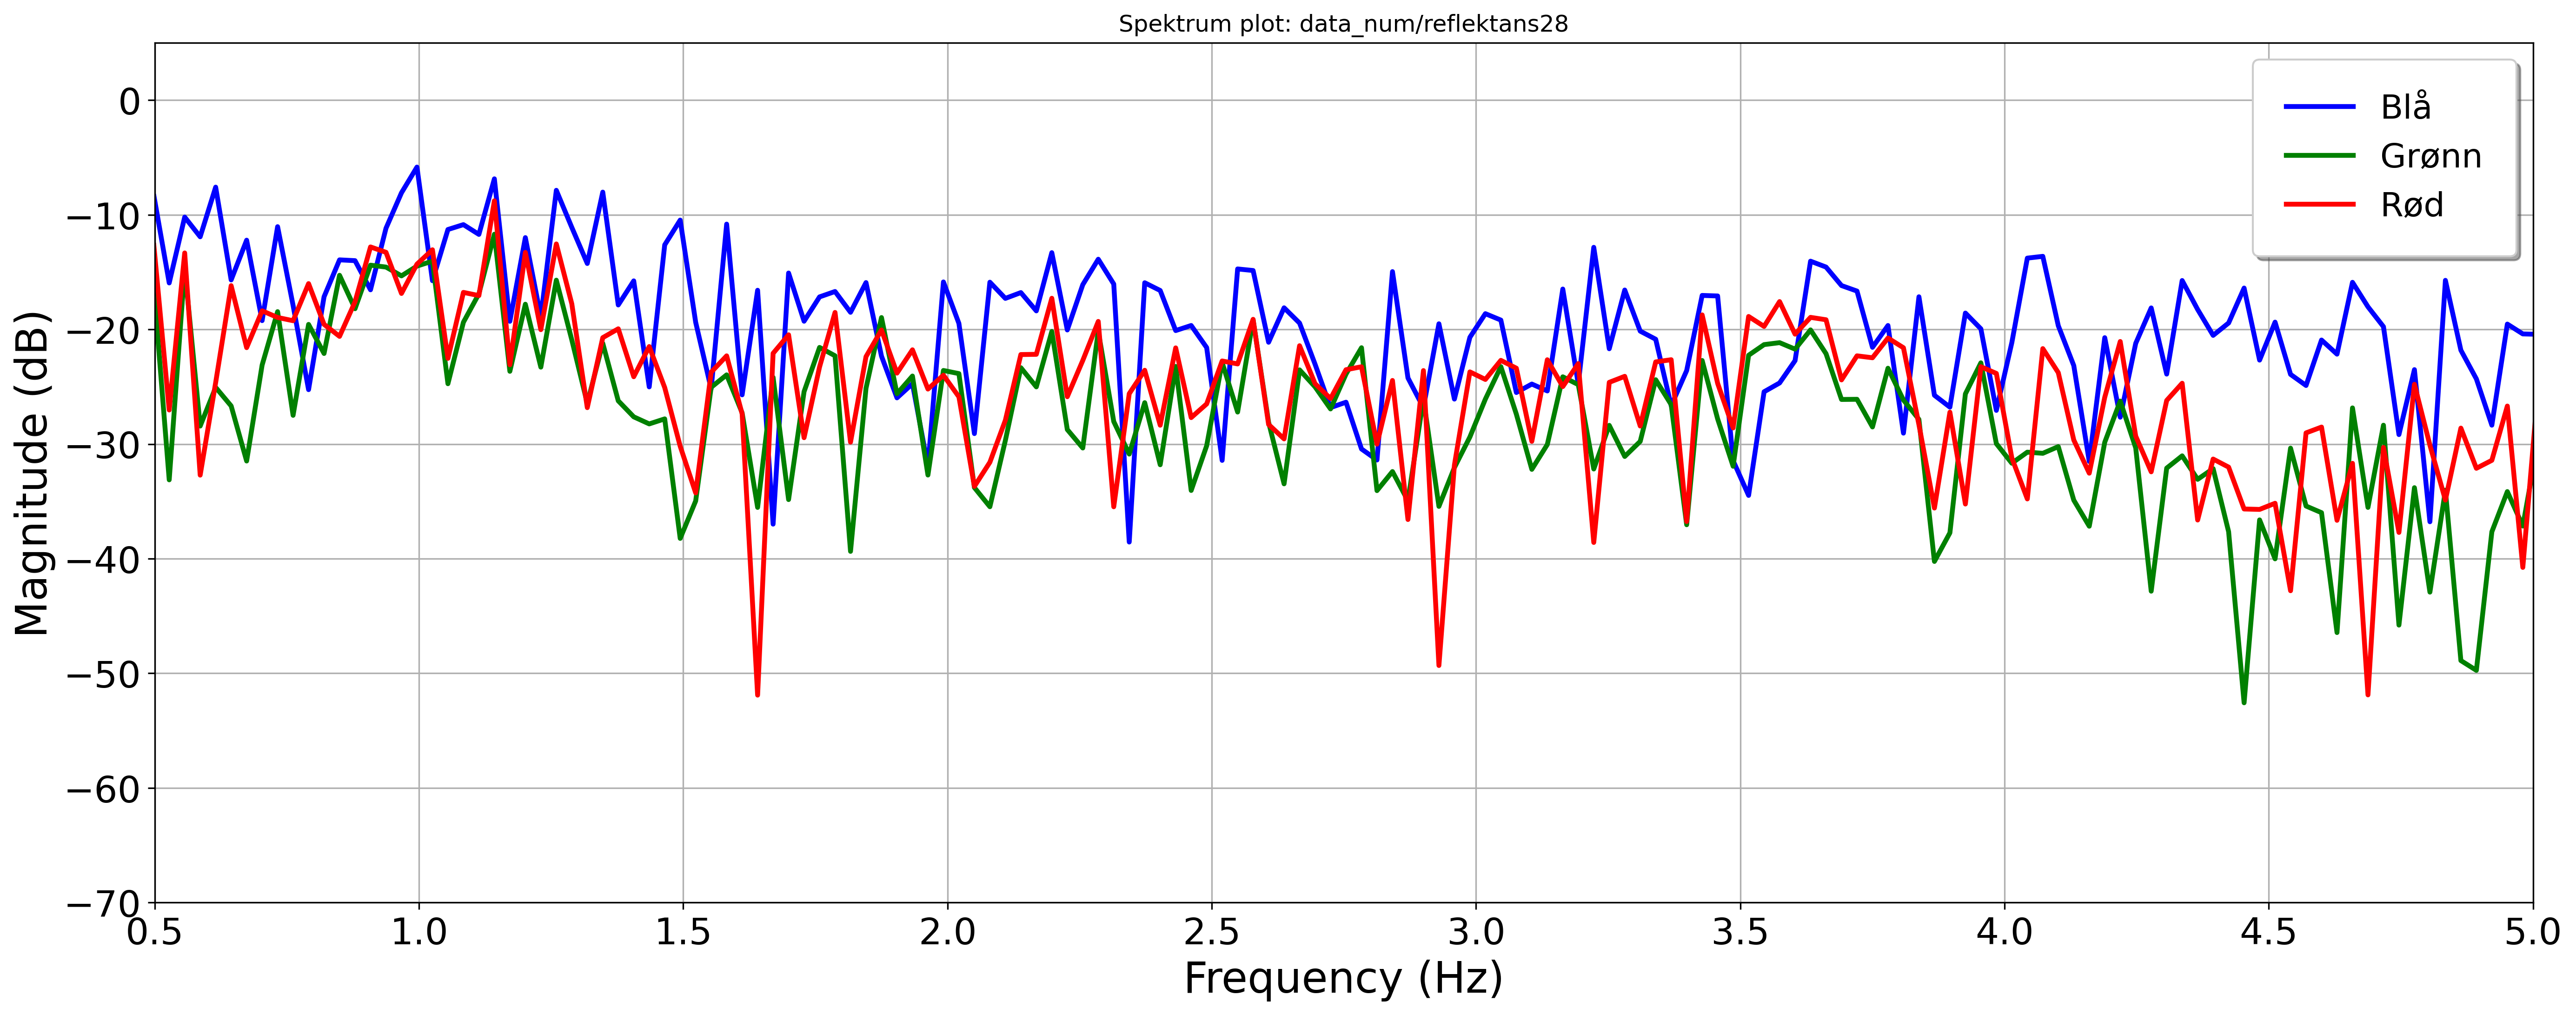 Spektrum plot: data_num/reflektans28
Magnitude (dB)
0
−10
−20
−30
−40
−50
−60
−70
Blå
Grønn
Rød
0.5 1.0 1.5 2.0 2.5 3.0 3.5 4.0 4.5 5.0
Frequency (Hz)